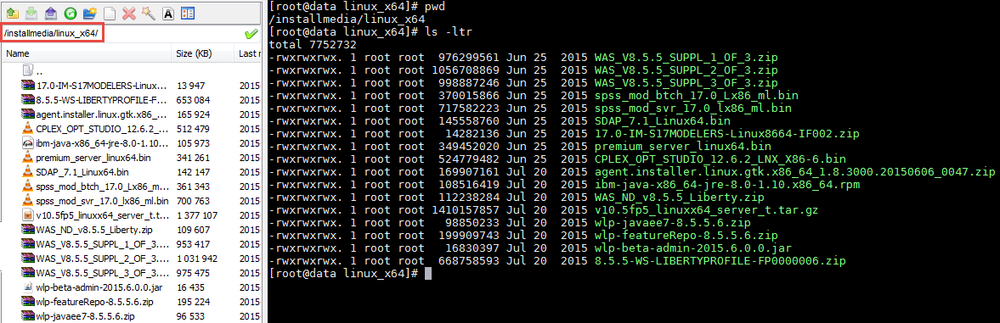 /installmedia/linux_x64/
Name Size (KB) Last r
..
17.0-IM-S17MODELERS-Linux... 13 947 2015
8.5.5-WS-LIBERTYPROFILE-F... 653 084 2015
agent.installer.linux.gtk.x86_... 165 924 2015
CPLEX_OPT_STUDIO_12.6.2_... 512 479 2015
ibm-java-x86_64-jre-8.0-1.10... 105 973 2015
premium_server_linux64.bin 341 261 2015
SDAP_7.1_Linux64.bin 142 147 2015
spss_mod_btch_17.0_Lx86_m... 361 343 2015
spss_mod_svr_17.0_lx86_ml.bin 700 763 2015
v10.5fp5_linuxx64_server_t.t... 1 377 107 2015
WAS_ND_v8.5.5_Liberty.zip 109 607 2015
WAS_V8.5.5_SUPPL_1_OF_3.... 953 417 2015
WAS_V8.5.5_SUPPL_2_OF_3.... 1 031 942 2015
WAS_V8.5.5_SUPPL_3_OF_3.... 975 475 2015
wlp-beta-admin-2015.6.0.0.jar 16 435 2015
wlp-featureRepo-8.5.5.6.zip 195 224 2015
wlp-javaee7-8.5.5.6.zip 96 533 2015
[root@data linux_x64]# pwd
/installmedia/linux_x64
[root@data linux_x64]# ls -ltr
total 7752732
-rwxrwxrwx. 1 root root 976299561 Jun 25 2015 WAS_V8.5.5_SUPPL_1_OF_3.zip
-rwxrwxrwx. 1 root root 1056708869 Jun 25 2015 WAS_V8.5.5_SUPPL_2_OF_3.zip
-rwxrwxrwx. 1 root root 998887246 Jun 25 2015 WAS_V8.5.5_SUPPL_3_OF_3.zip
-rwxrwxrwx. 1 root root 370015866 Jun 25 2015 spss_mod_btch_17.0_Lx86_ml.bin
-rwxrwxrwx. 1 root root 717582223 Jun 25 2015 spss_mod_svr_17.0_lx86_ml.bin
-rwxrwxrwx. 1 root root 145558760 Jun 25 2015 SDAP_7.1_Linux64.bin
-rwxrwxrwx. 1 root root 14282136 Jun 25 2015 17.0-IM-S17MODELERS-Linux8664-IF002.zip
-rwxrwxrwx. 1 root root 349452020 Jun 25 2015 premium_server_linux64.bin
-rwxrwxrwx. 1 root root 524779482 Jun 25 2015 CPLEX_OPT_STUDIO_12.6.2_LNX_X86-6.bin
-rwxrwxrwx. 1 root root 169907161 Jul 20 2015 agent.installer.linux.gtk.x86_64_1.8.3000.20150606_0047.zip
-rwxrwxrwx. 1 root root 108516419 Jul 20 2015 ibm-java-x86_64-jre-8.0-1.10.x86_64.rpm
-rwxrwxrwx. 1 root root 112238284 Jul 20 2015 WAS_ND_v8.5.5_Liberty.zip
-rwxrwxrwx. 1 root root 1410157857 Jul 20 2015 v10.5fp5_linuxx64_server_t.tar.gz
-rwxrwxrwx. 1 root root 98850233 Jul 20 2015 wlp-javaee7-8.5.5.6.zip
-rwxrwxrwx. 1 root root 199909743 Jul 20 2015 wlp-featureRepo-8.5.5.6.zip
-rwxrwxrwx. 1 root root 16830397 Jul 20 2015 wlp-beta-admin-2015.6.0.0.jar
-rwxrwxrwx. 1 root root 668758593 Jul 20 2015 8.5.5-WS-LIBERTYPROFILE-FP0000006.zip
[root@data linux_x64]#